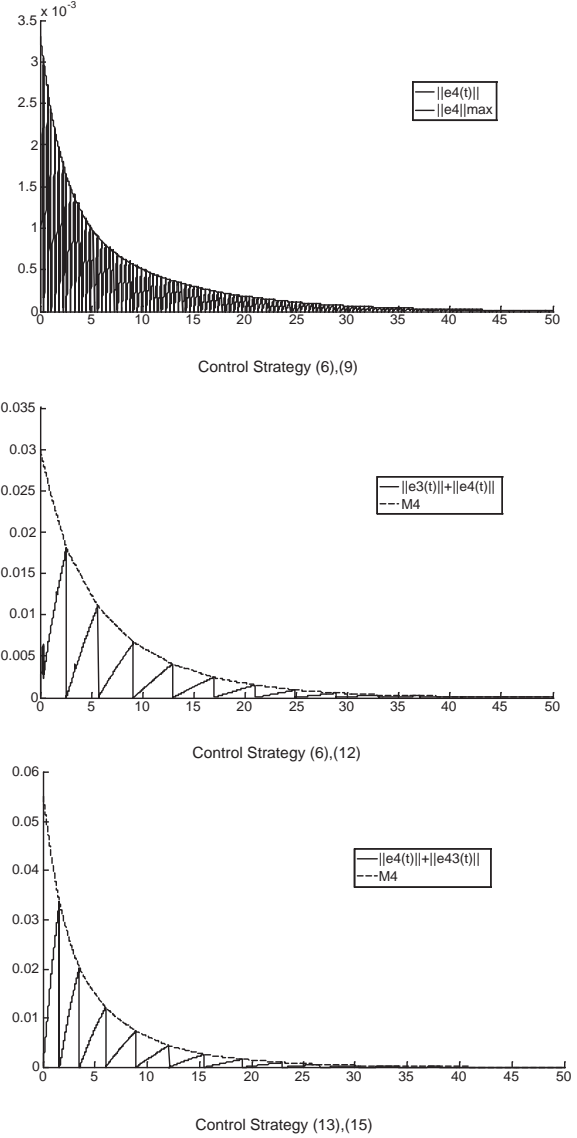 x 10⁻³
3.5
3
2.5
2
1.5
1
0.5
0
||e4(t)||
||e4||max
0 5 10 15 20 25 30 35 40 45 50
Control Strategy (6),(9)
0.035
0.03
0.025
0.02
0.015
0.01
0.005
0
||e3(t)||+||e4(t)||
M4
0 5 10 15 20 25 30 35 40 45 50
Control Strategy (6),(12)
0.06
0.05
0.04
0.03
0.02
0.01
0
||e4(t)||+||e43(t)||
M4
0 5 10 15 20 25 30 35 40 45 50
Control Strategy (13),(15)